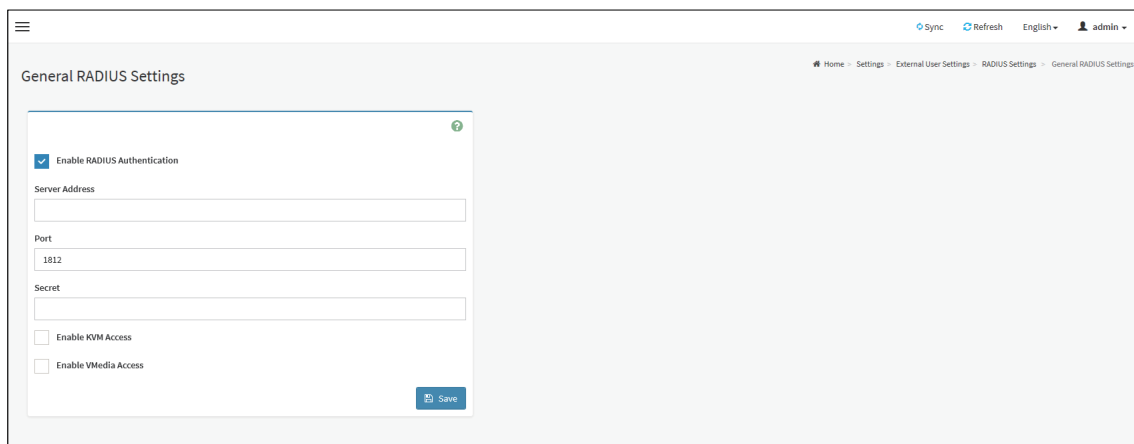 Sync Refresh English admin
General RADIUS Settings
Home > Settings > External User Settings > RADIUS Settings > General RADIUS Settings
?
Enable RADIUS Authentication
Server Address
Port
1812
Secret
Enable KVM Access
Enable VMedia Access
Save